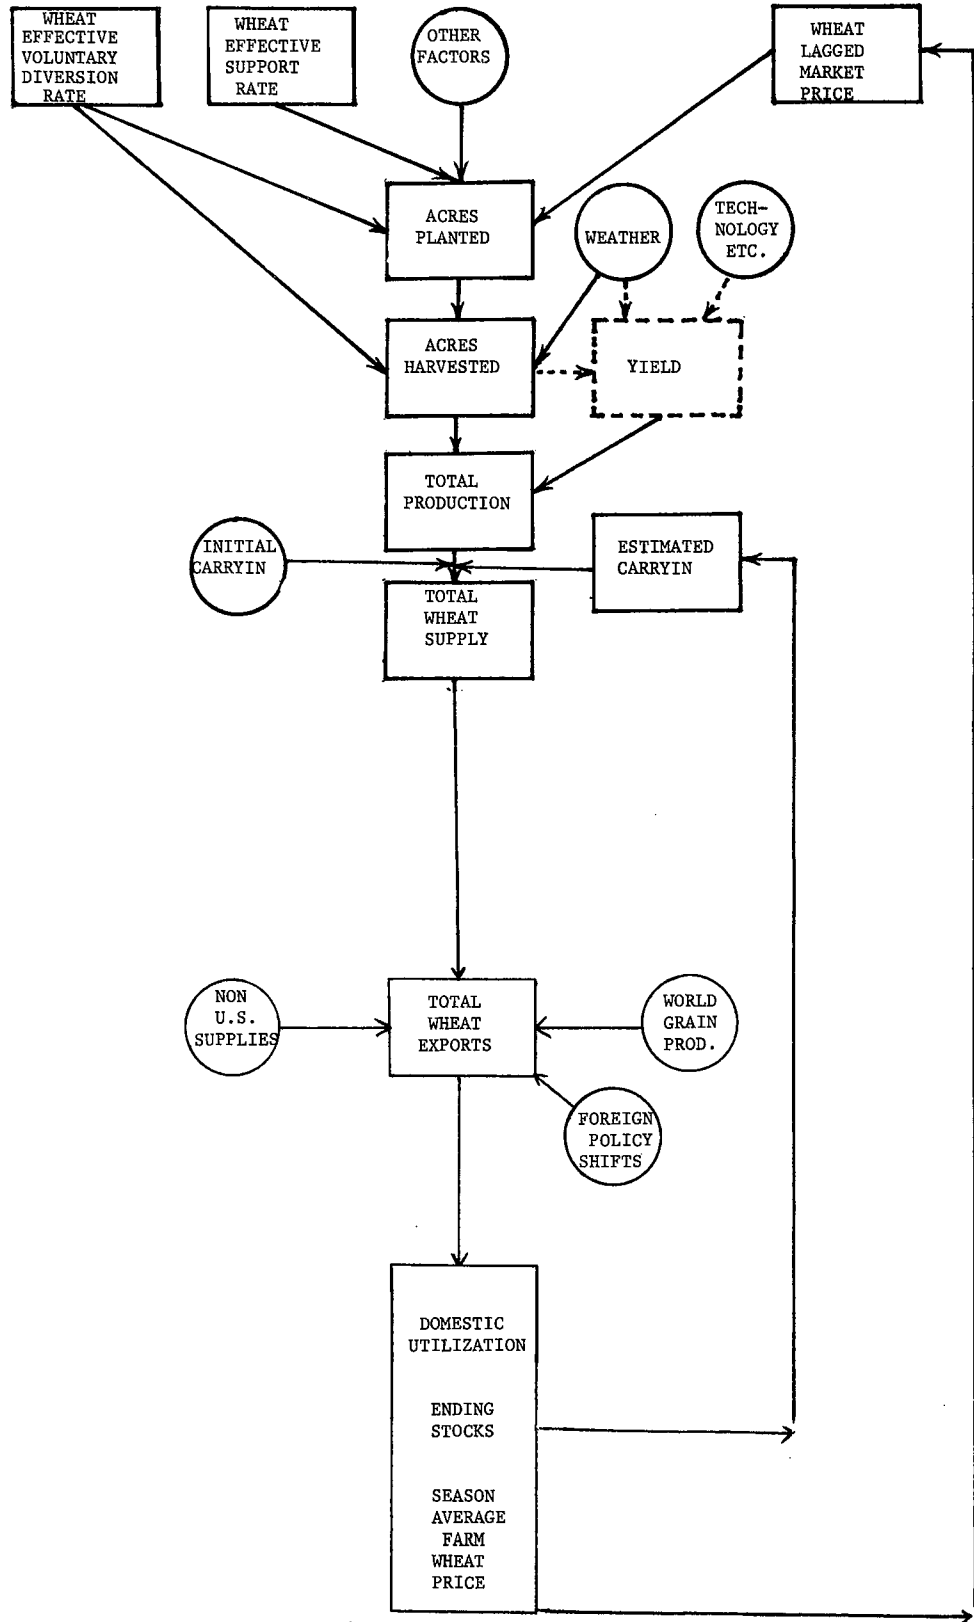 WHEAT
EFFECTIVE
VOLUNTARY
DIVERSION
RATE
WHEAT
EFFECTIVE
SUPPORT
RATE
OTHER
FACTORS
WHEAT
LAGGED
MARKET
PRICE
ACRES
PLANTED
WEATHER
TECH-
NOLOGY
ETC.
ACRES
HARVESTED
YIELD
TOTAL
PRODUCTION
INITIAL
CARRYIN
ESTIMATED
CARRYIN
TOTAL
WHEAT
SUPPLY
NON
U.S.
SUPPLIES
TOTAL
WHEAT
EXPORTS
WORLD
GRAIN
PROD.
FOREIGN
POLICY
SHIFTS
DOMESTIC
UTILIZATION
ENDING
STOCKS
SEASON
AVERAGE
FARM
WHEAT
PRICE